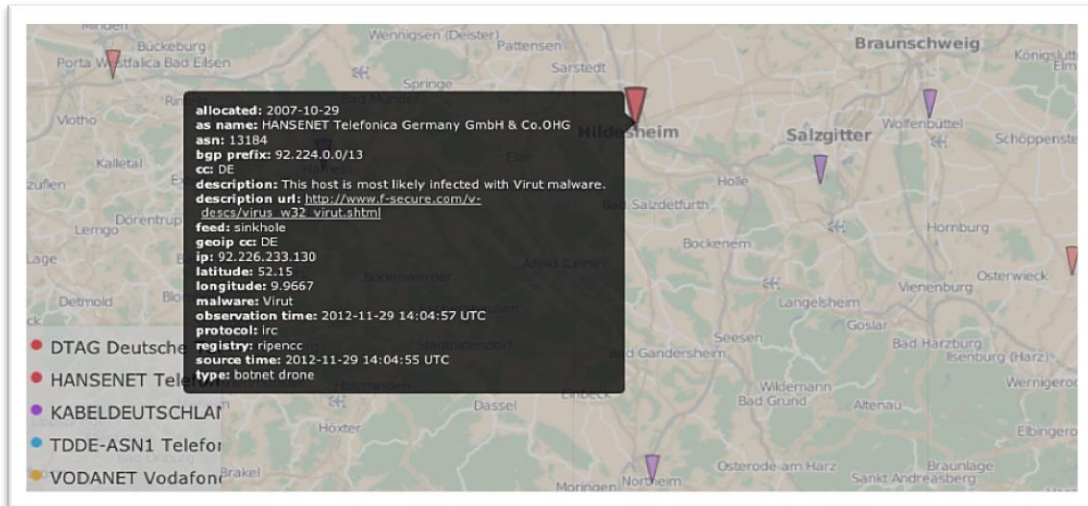 Minden
Bückeburg
Porta Westfalica Bad Eilsen
Wennigsen (Deister)
Pattensen
Sarstedt
Springe
Braunschweig
Vlotho
Kalletal
Dörentrup
Lemgo
Lage
Detmold
allocated: 2007-10-29
as name: HANSENET Telefonica Germany GmbH & Co.OHG
asn: 13184
bgp prefix: 92.224.0.0/13
cc: DE
description: This host is most likely infected with Virut malware.
description url: http://www.f-secure.com/v-
descs/virus_w32_virut.shtml
feed: sinkhole
geoip cc: DE
ip: 92.226.233.130
latitude: 52.15
longitude: 9.9667
malware: Virut
observation time: 2012-11-29 14:04:57 UTC
protocol: irc
registry: ripencc
source time: 2012-11-29 14:04:55 UTC
type: botnet drone
Hildesheim
Salzgitter
Wolfenbüttel
Schöppenste
Holle
Bad Salzdetfurth
Hornburg
Bockenem
Osterwieck
Vienenburg
Langelsheim
Goslar
Seesen
Bad Harzburg
Ilsenburg (Harz)
Bad Gandersheim
Wernigero
Wildemann
Bad Grund
Altenau
Einbeck
Dassel
Holzminden
Höxter
Elbingero
Osterode am Harz
Braunlage
Sankt Andreasberg
Moringen
Northeim
Brakel
DTAG Deutsche
HANSENET Telefon
KABELDEUTSCHLAN
TDDE-ASN1 Telefon
VODANET Vodafone